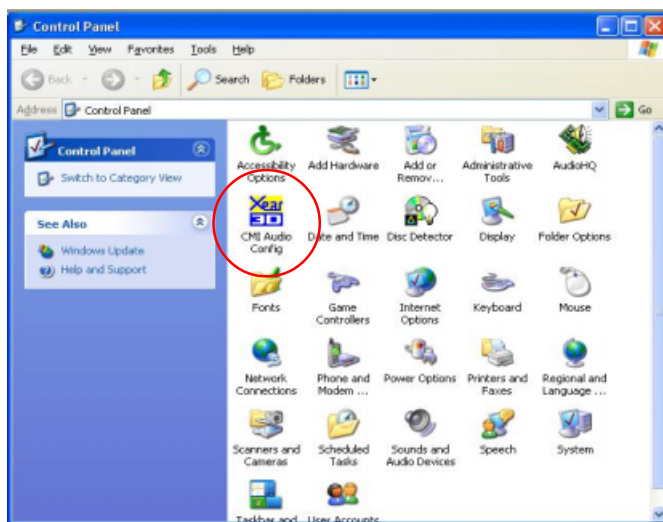 Control Panel
File Edit View Favorites Tools Help
Back Search Folders
Address Control Panel Go
Control Panel
Switch to Category View
See Also
Windows Update
Help and Support
Accessibility Options
Add Hardware
Add or Remov...
Administrative Tools
AudioHQ
Xear
3D
CMI Audio Config
Date and Time
Disc Detector
Display
Folder Options
Fonts
Game Controllers
Internet Options
Keyboard
Mouse
Network Connections
Phone and Modem ...
Power Options
Printers and Faxes
Regional and Language ...
Scanners and Cameras
Scheduled Tasks
Sounds and Audio Devices
Speech
System
Taskbar and
User Accounts